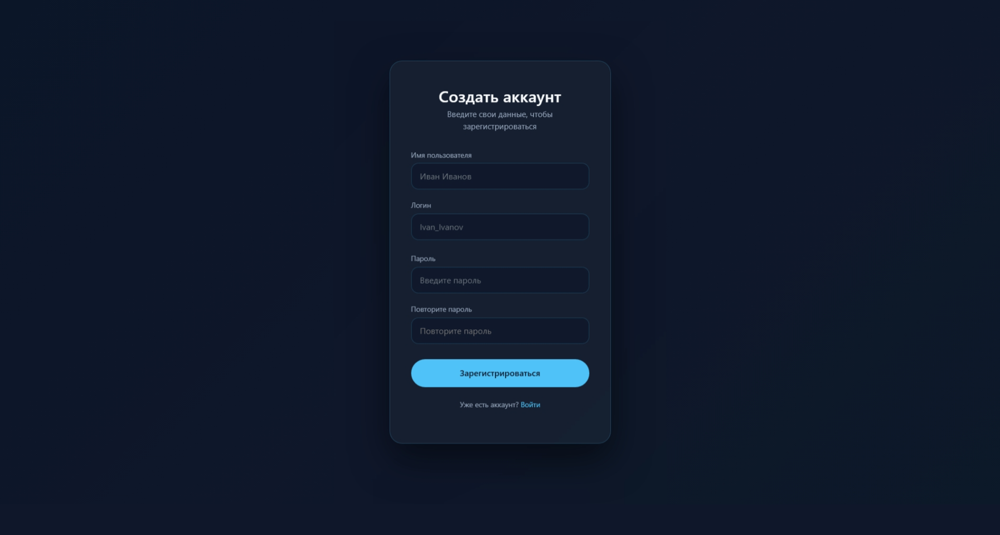 Создать аккаунт
Введите свои данные, чтобы
зарегистрироваться
Имя пользователя
Иван Иванов
Логин
Ivan_Ivanov
Пароль
Введите пароль
Повторите пароль
Повторите пароль
Зарегистрироваться
Уже есть аккаунт? Войти